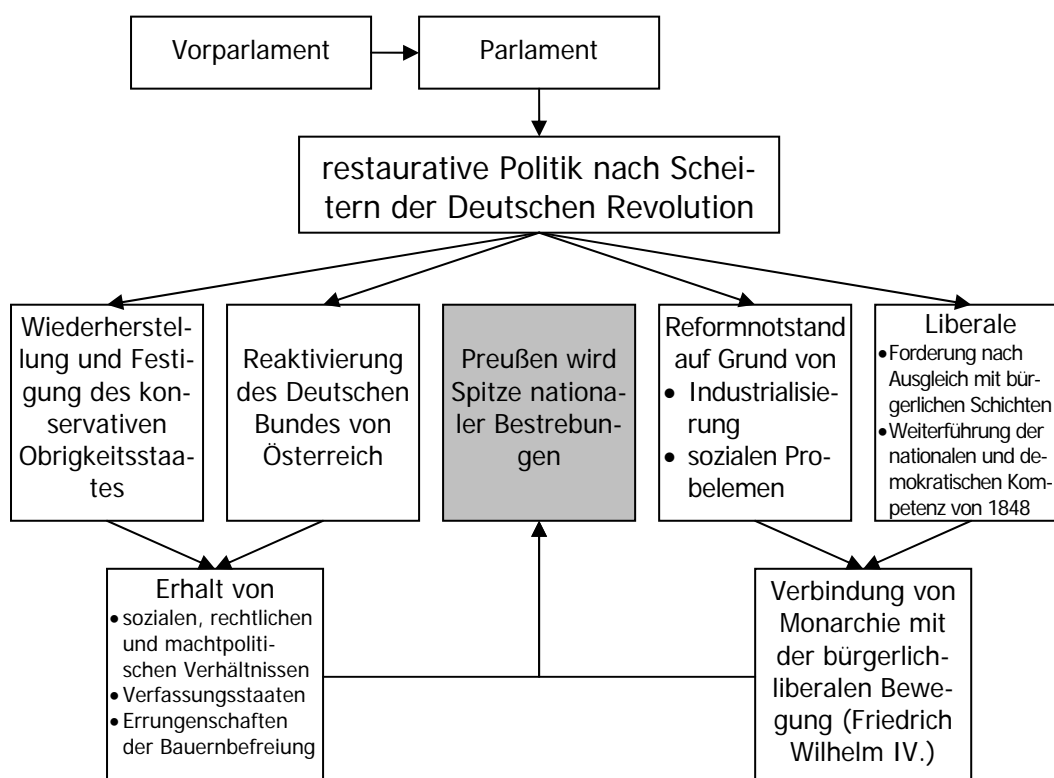 Vorparlament
Parlament
restaurative Politik nach Schei-
tern der Deutschen Revolution
Wiederherstel-
lung und Festi-
gung des kon-
servativen
Obrigkeitsstaa-
tes
Reaktivierung
des Deutschen
Bundes von
Österreich
Preußen wird
Spitze nationa-
ler Bestrebun-
gen
Reformnotstand
auf Grund von
• Industrialisie-
rung
• sozialen Pro-
belemen
Liberale
• Forderung nach
Ausgleich mit bür-
gerlichen Schichten
• Weiterführung der
nationalen und de-
mokratischen Kom-
petenz von 1848
Erhalt von
• sozialen, rechtlichen
und machtpoliti-
schen Verhältnissen
• Verfassungsstaaten
• Errungenschaften
der Bauernbefreiung
Verbindung von
Monarchie mit
der bürgerlich-
liberalen Bewe-
gung (Friedrich
Wilhelm IV.)